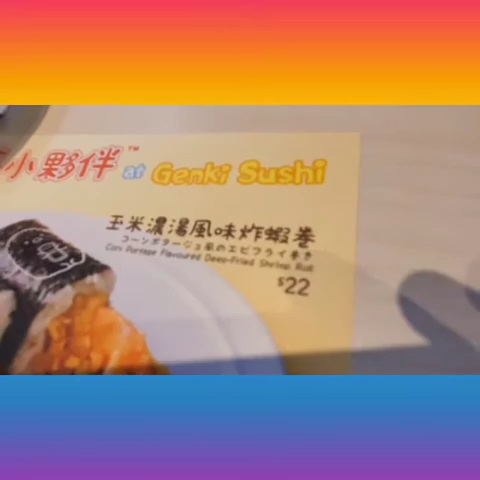 小夥伴™ at Genki Sushi
玉米濃湯風味炸蝦卷
コーンポタージュ風のエビフライ巻き
Corn Portage Flavoured Deep-Fried Shrimp Roll
$22